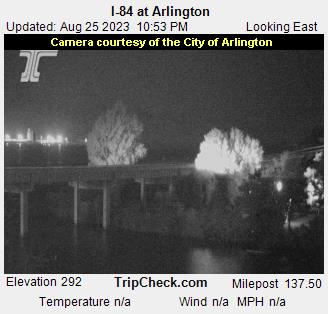 I-84 at Arlington
Updated: Aug 25 2023 10:53 PM Looking East
Camera courtesy of the City of Arlington
Elevation 292 TripCheck.com Milepost 137.50
Temperature n/a Wind n/a MPH n/a